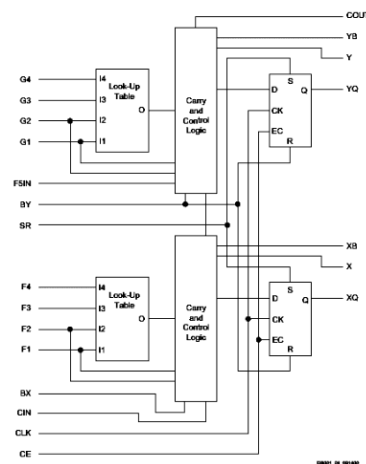 COUT
YB
Y
G4
G3
G2
G1
I4
I3
I2
I1
Look-Up
Table
O
Carry
and
Control
Logic
S
D
Q
CK
EC
R
YQ
F5IN
BY
SR
XB
X
F4
F3
F2
F1
I4
I3
I2
I1
Look-Up
Table
O
Carry
and
Control
Logic
S
D
Q
CK
EC
R
XQ
BX
CIN
CLK
CE